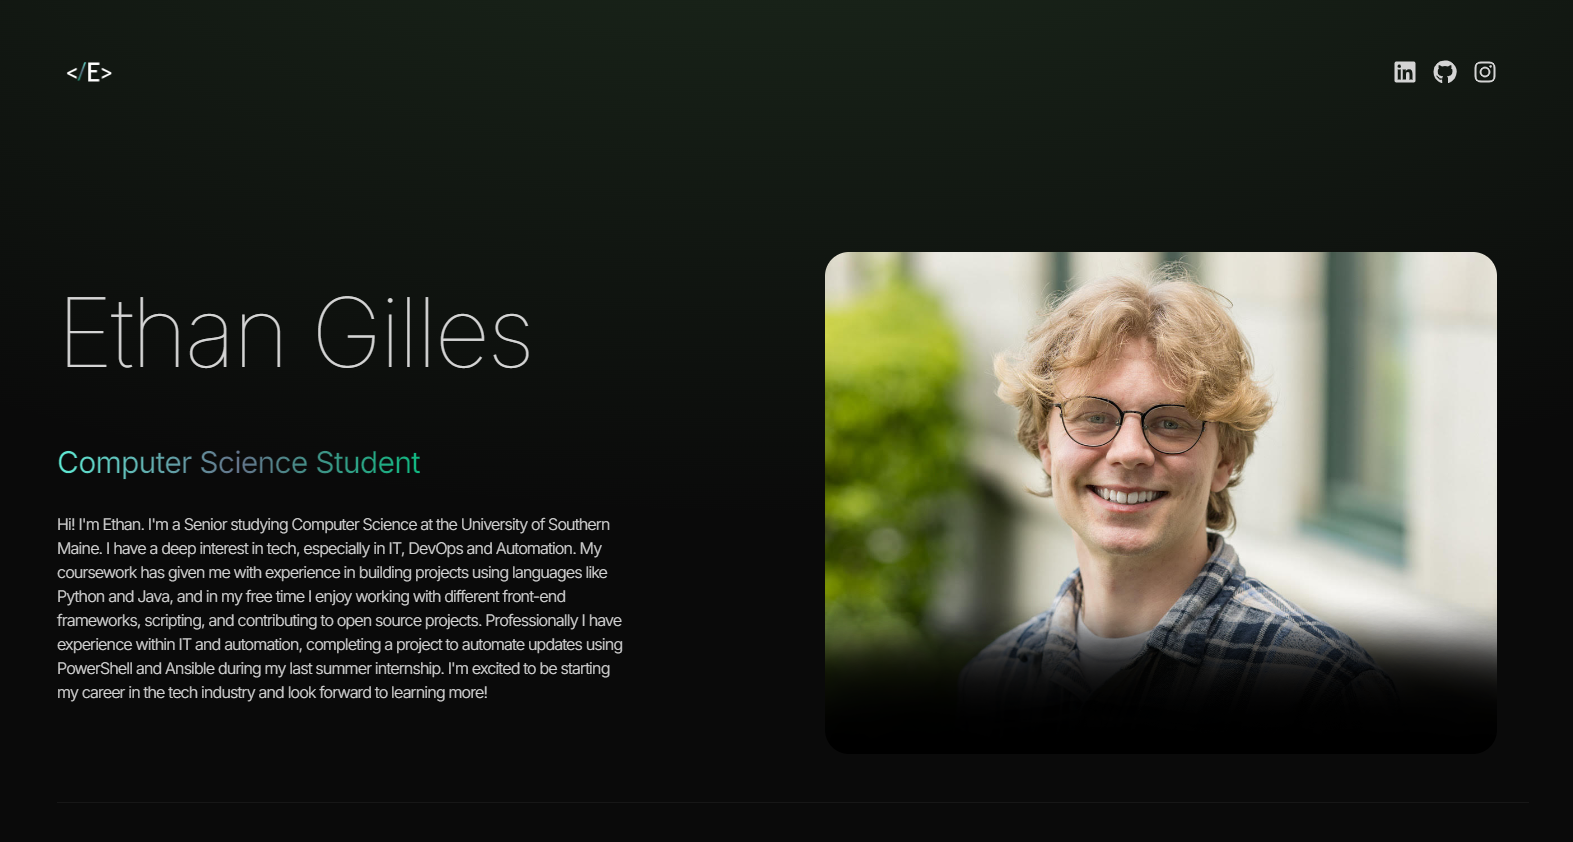 </E>
Ethan Gilles
Computer Science Student
Hi! I'm Ethan. I'm a Senior studying Computer Science at the University of Southern
Maine. I have a deep interest in tech, especially in IT, DevOps and Automation. My
coursework has given me with experience in building projects using languages like
Python and Java, and in my free time I enjoy working with different front-end
frameworks, scripting, and contributing to open source projects. Professionally I have
experience within IT and automation, completing a project to automate updates using
PowerShell and Ansible during my last summer internship. I'm excited to be starting
my career in the tech industry and look forward to learning more!